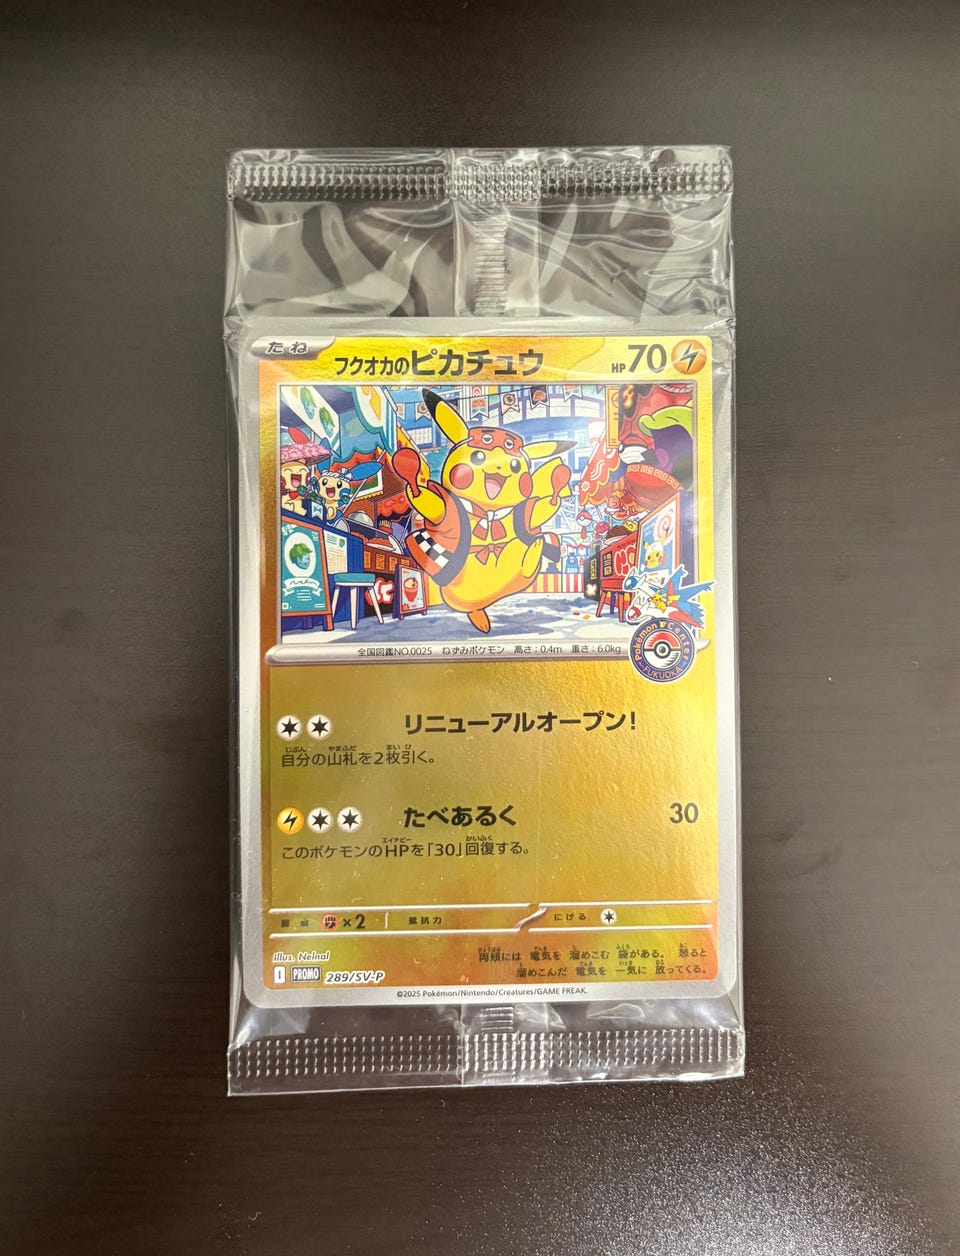 たね
フクオカのピカチュウ
HP 70
全国図鑑NO.0025 ねずみポケモン 高さ：0.4m 重さ：6.0kg
Pokémon Center
FUKUOKA
リニューアルオープン!
自分の山札を2枚引く。
たべあるく 30
このポケモンのHPを「30」回復する。
弱点 ×2 抵抗力 にげる
Illus. Nelnal
両頬には 電気を 溜めこむ 袋がある。 怒ると
溜めこんだ 電気を 一気に 放ってくる。
I PROMO 289/SV-P
©2025 Pokémon/Nintendo/Creatures/GAME FREAK.